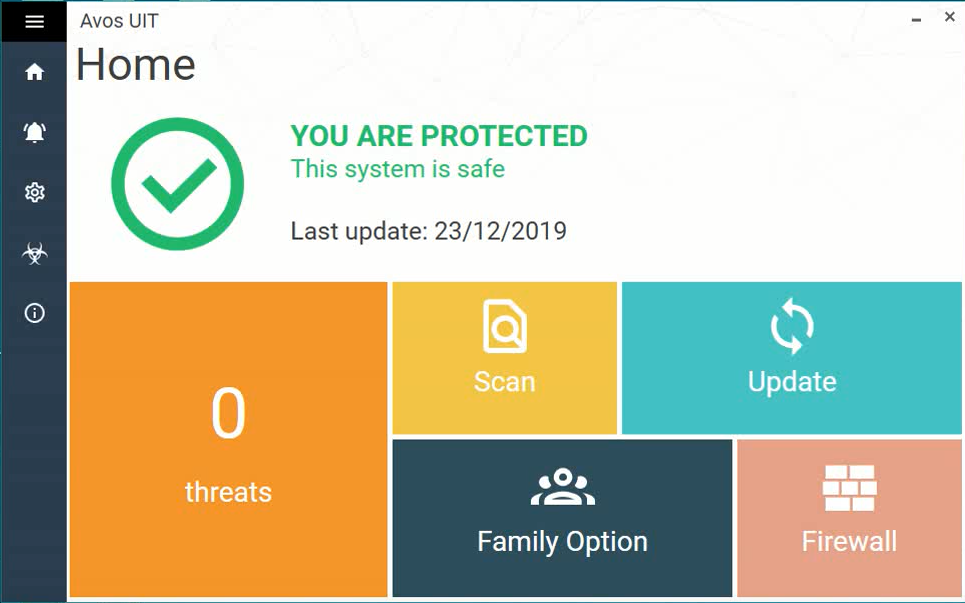 Avos UIT
Home
YOU ARE PROTECTED
This system is safe
Last update: 23/12/2019
0
threats
Scan
Update
Family Option
Firewall